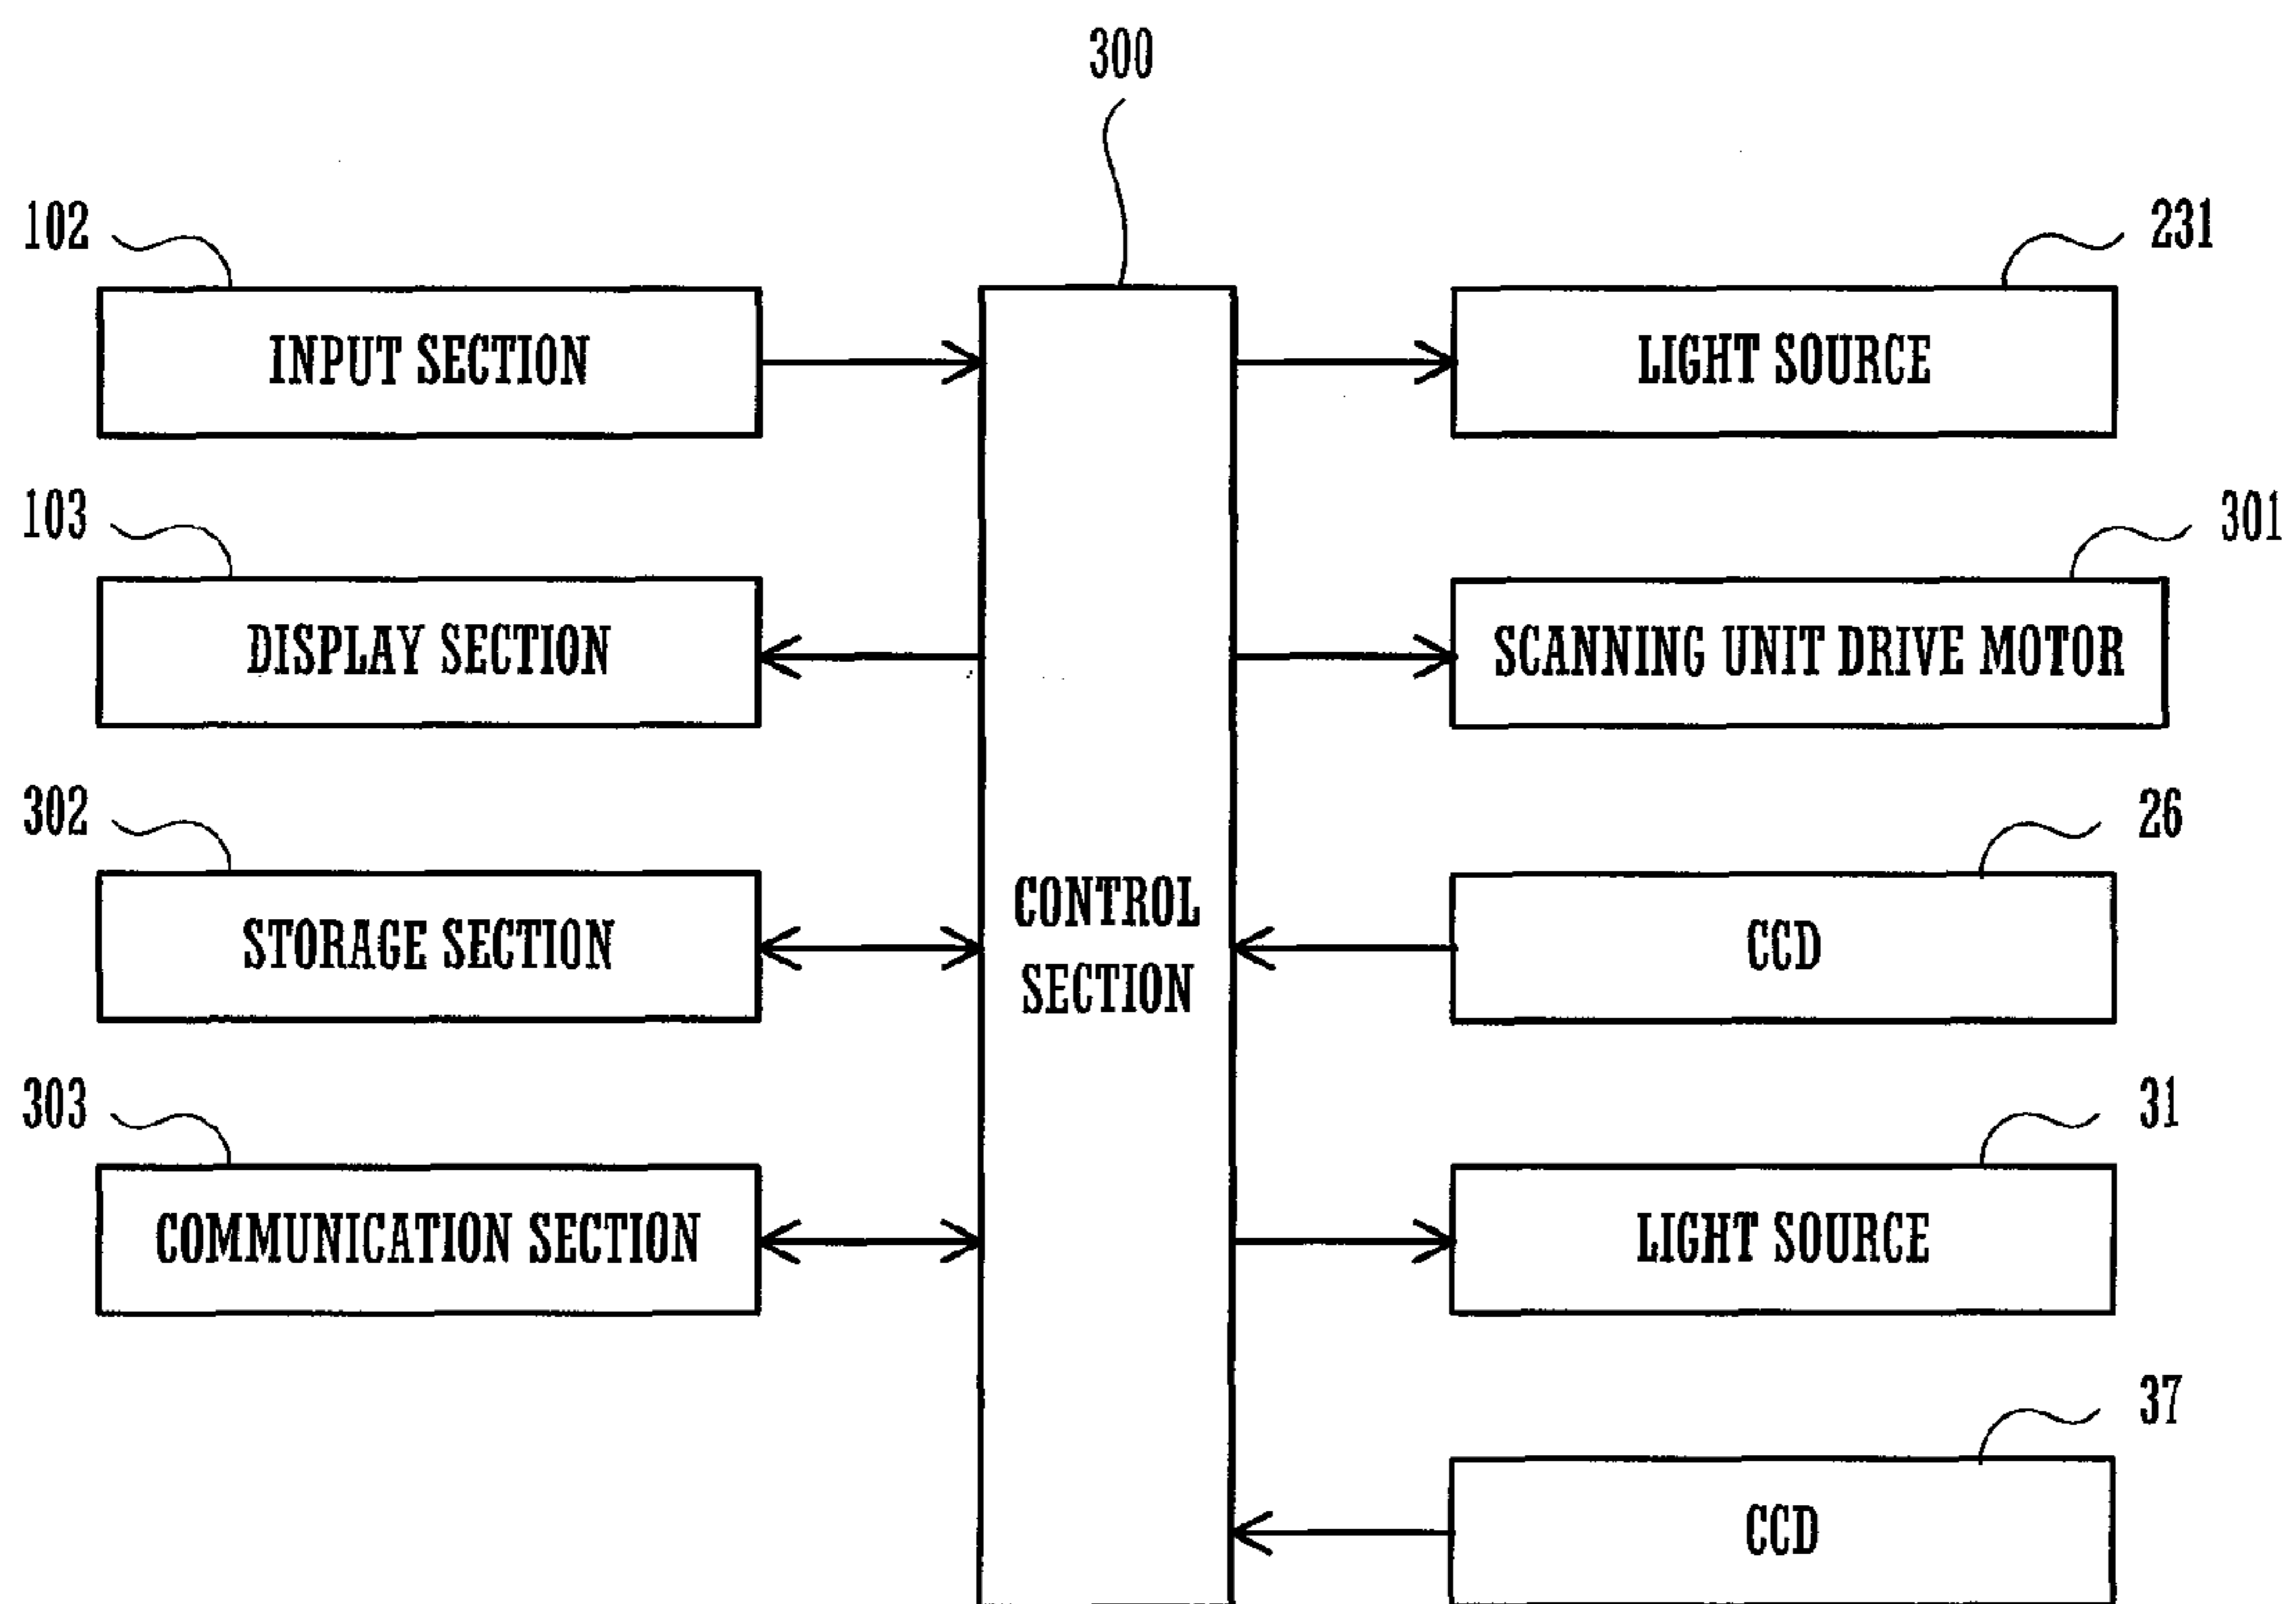 300
102
231
INPUT SECTION
LIGHT SOURCE
103
301
DISPLAY SECTION
SCANNING UNIT DRIVE MOTOR
302
26
STORAGE SECTION
CONTROL
SECTION
CCD
303
31
COMMUNICATION SECTION
LIGHT SOURCE
37
CCD